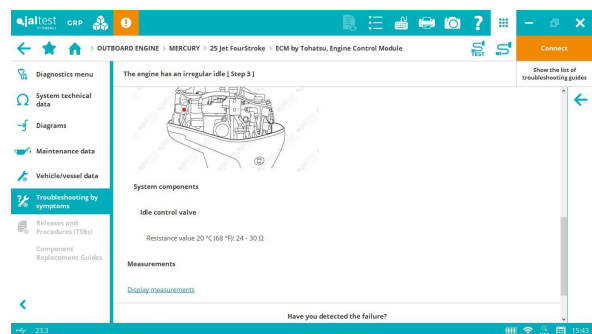 jaltest GRP
> OUTBOARD ENGINE > MERCURY > 25 Jet FourStroke > ECM by Tohatsu, Engine Control Module
TEST
Connect
Diagnostics menu
System technical
data
Diagrams
Maintenance data
Vehicle/vessel data
Troubleshooting by
symptoms
Releases and
Procedures (TSBs)
Component
Replacement Guides
The engine has an irregular idle [ Step 3 ]
Show the list of
troubleshooting guides
System components
Idle control valve
Resistance value 20 °C (68 °F): 24 - 30 Ω
Measurements
Display measurements
Have you detected the failure?
23.3
15:43